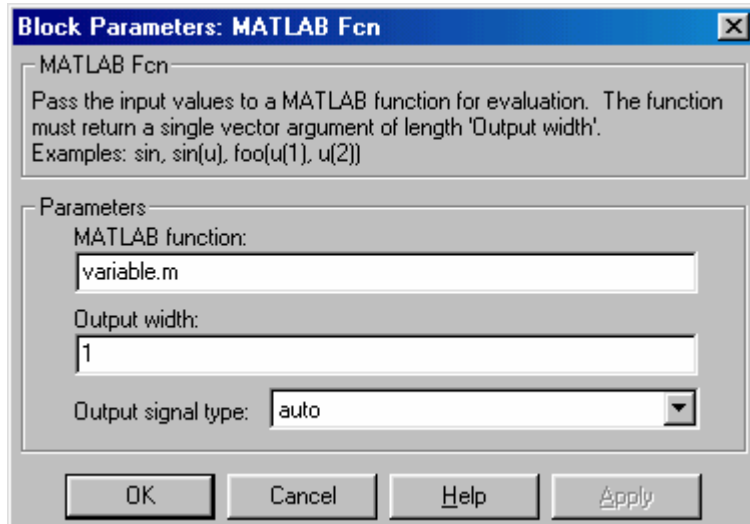 Block Parameters: MATLAB Fcn
MATLAB Fcn
Pass the input values to a MATLAB function for evaluation. The function
must return a single vector argument of length 'Output width'.
Examples: sin, sin(u), foo(u(1), u(2))
Parameters
MATLAB function:
variable.m
Output width:
1
Output signal type: auto
OK Cancel Help Apply